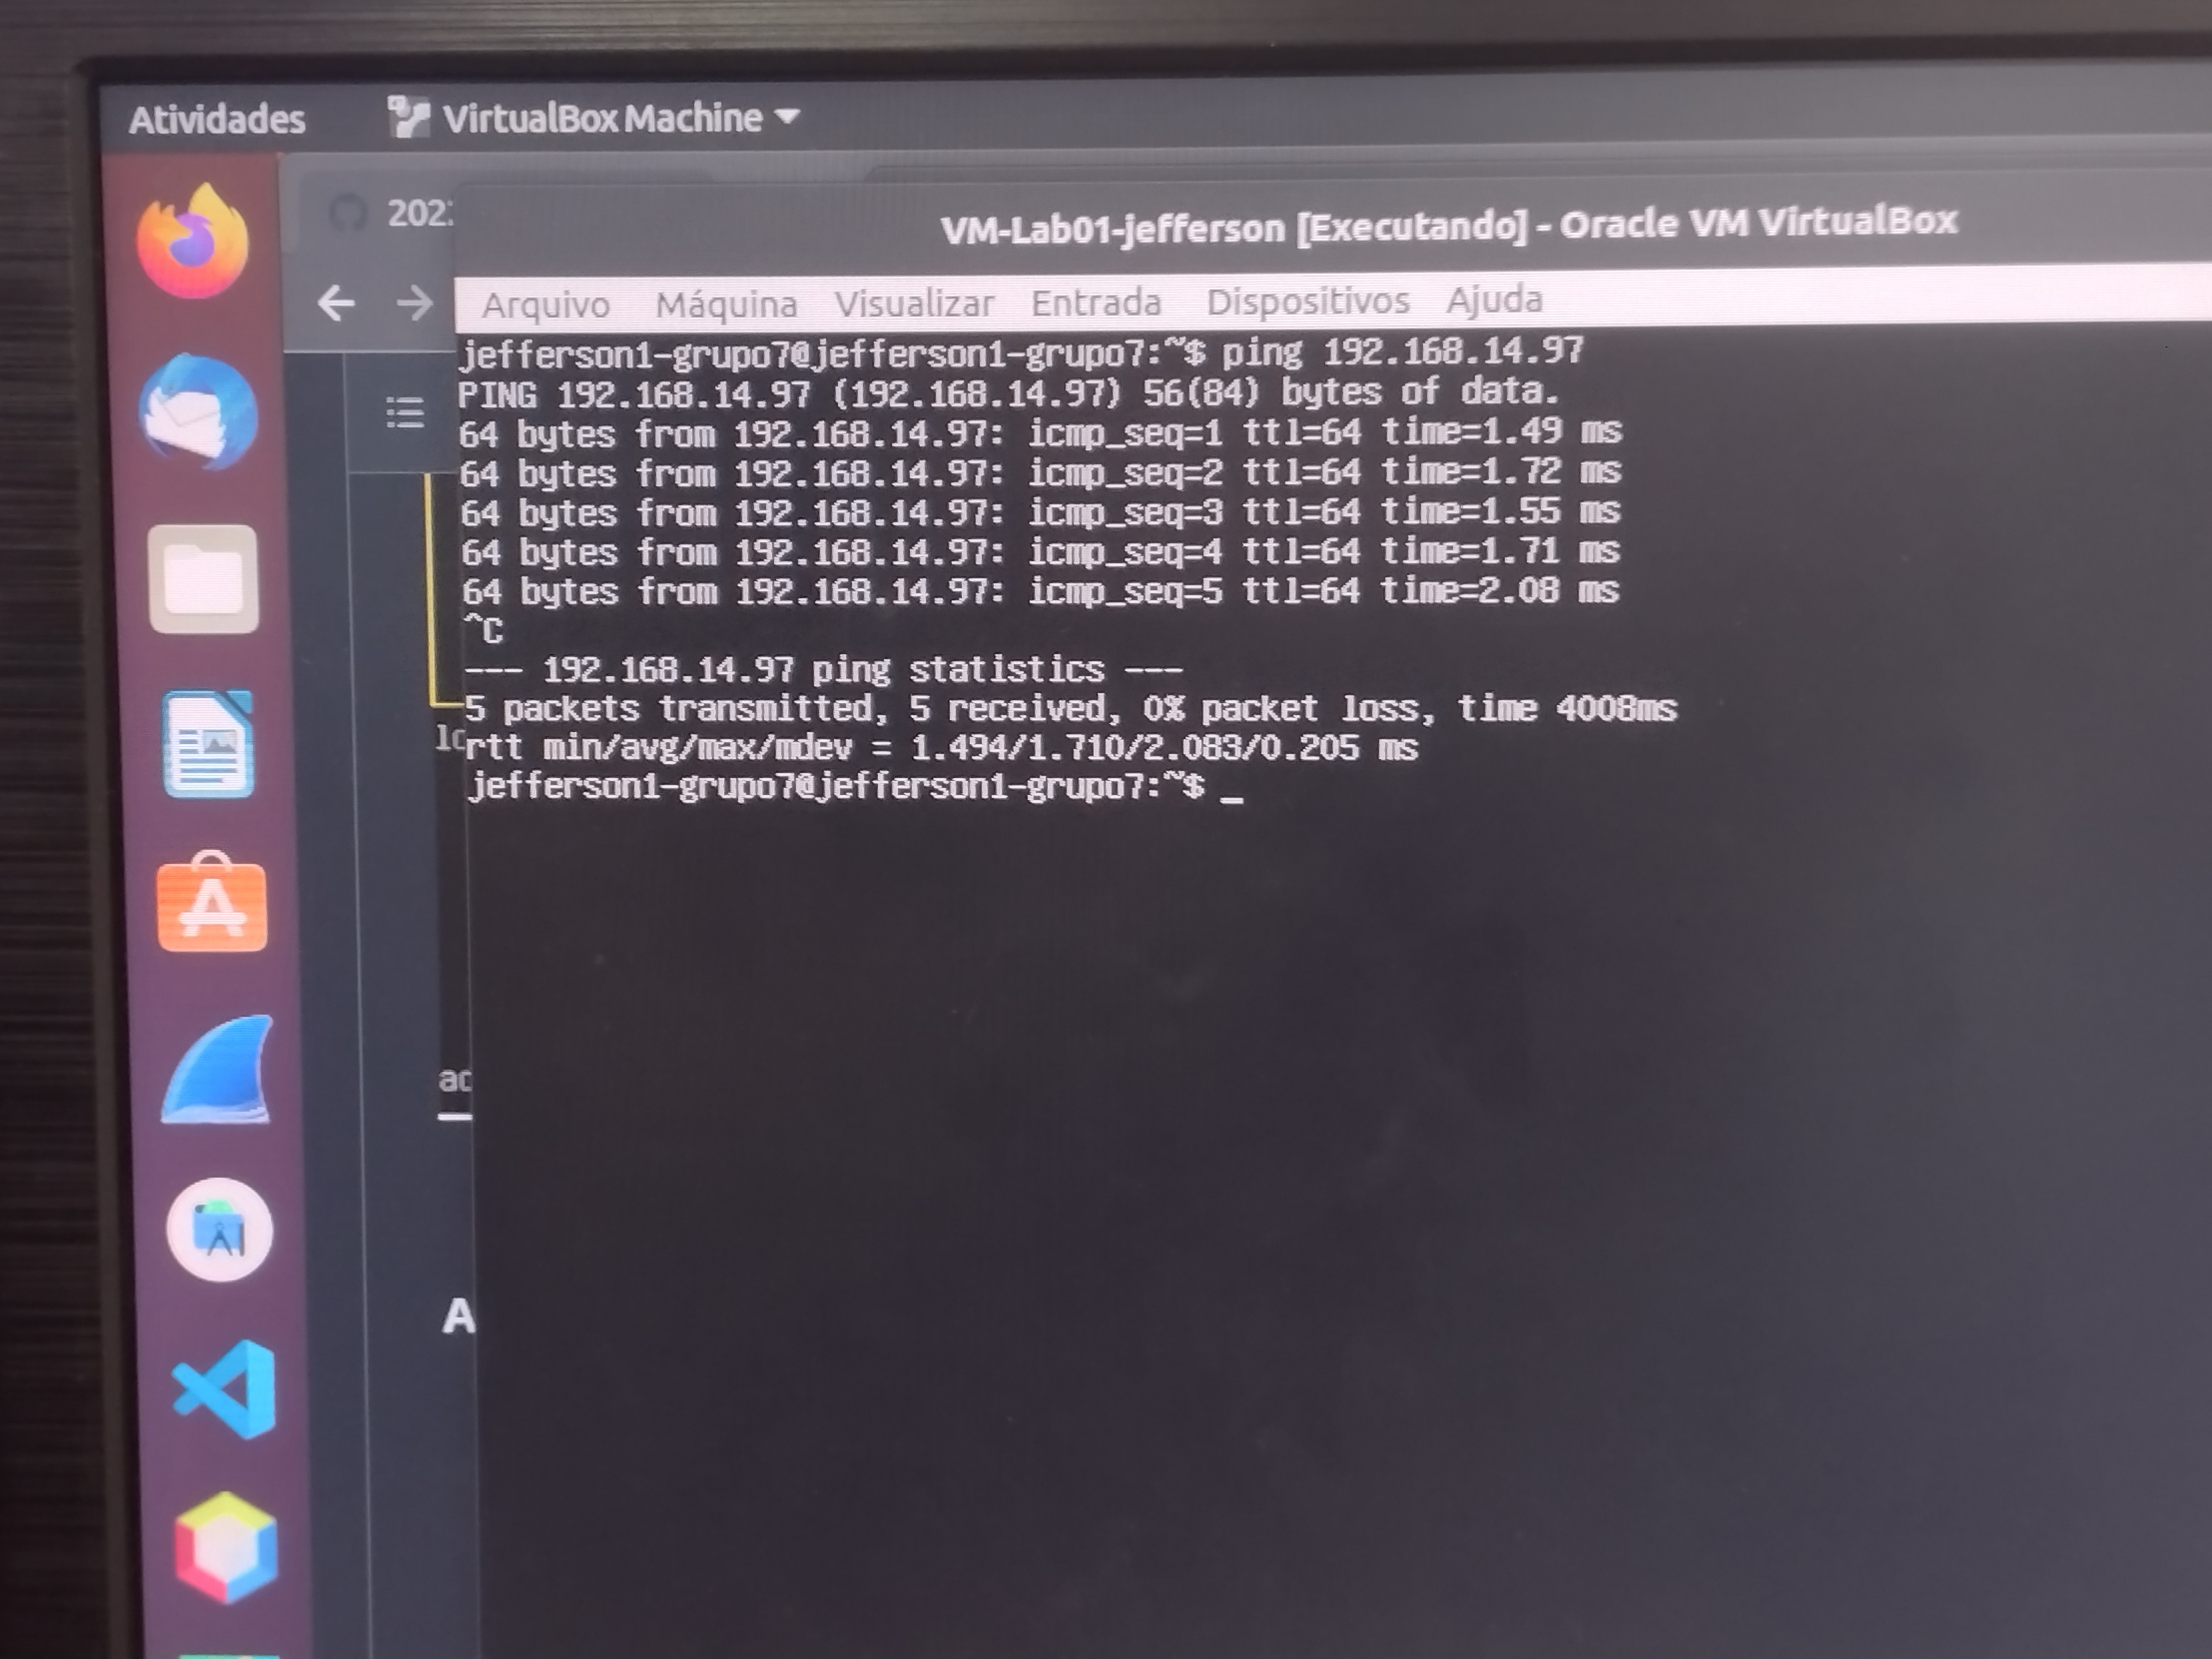 Atividades
VirtualBox Machine
202
VM-Lab01-jefferson [Executando] - Oracle VM VirtualBox
Arquivo Máquina Visualizar Entrada Dispositivos Ajuda
jefferson1-grupo7@jefferson1-grupo7:~$ ping 192.168.14.97
PING 192.168.14.97 (192.168.14.97) 56(84) bytes of data.
64 bytes from 192.168.14.97: icmp_seq=1 ttl=64 time=1.49 ms
64 bytes from 192.168.14.97: icmp_seq=2 ttl=64 time=1.72 ms
64 bytes from 192.168.14.97: icmp_seq=3 ttl=64 time=1.55 ms
64 bytes from 192.168.14.97: icmp_seq=4 ttl=64 time=1.71 ms
64 bytes from 192.168.14.97: icmp_seq=5 ttl=64 time=2.08 ms
^C
--- 192.168.14.97 ping statistics ---
5 packets transmitted, 5 received, 0% packet loss, time 4008ms
rtt min/avg/max/mdev = 1.494/1.710/2.083/0.205 ms
jefferson1-grupo7@jefferson1-grupo7:~$ _
A